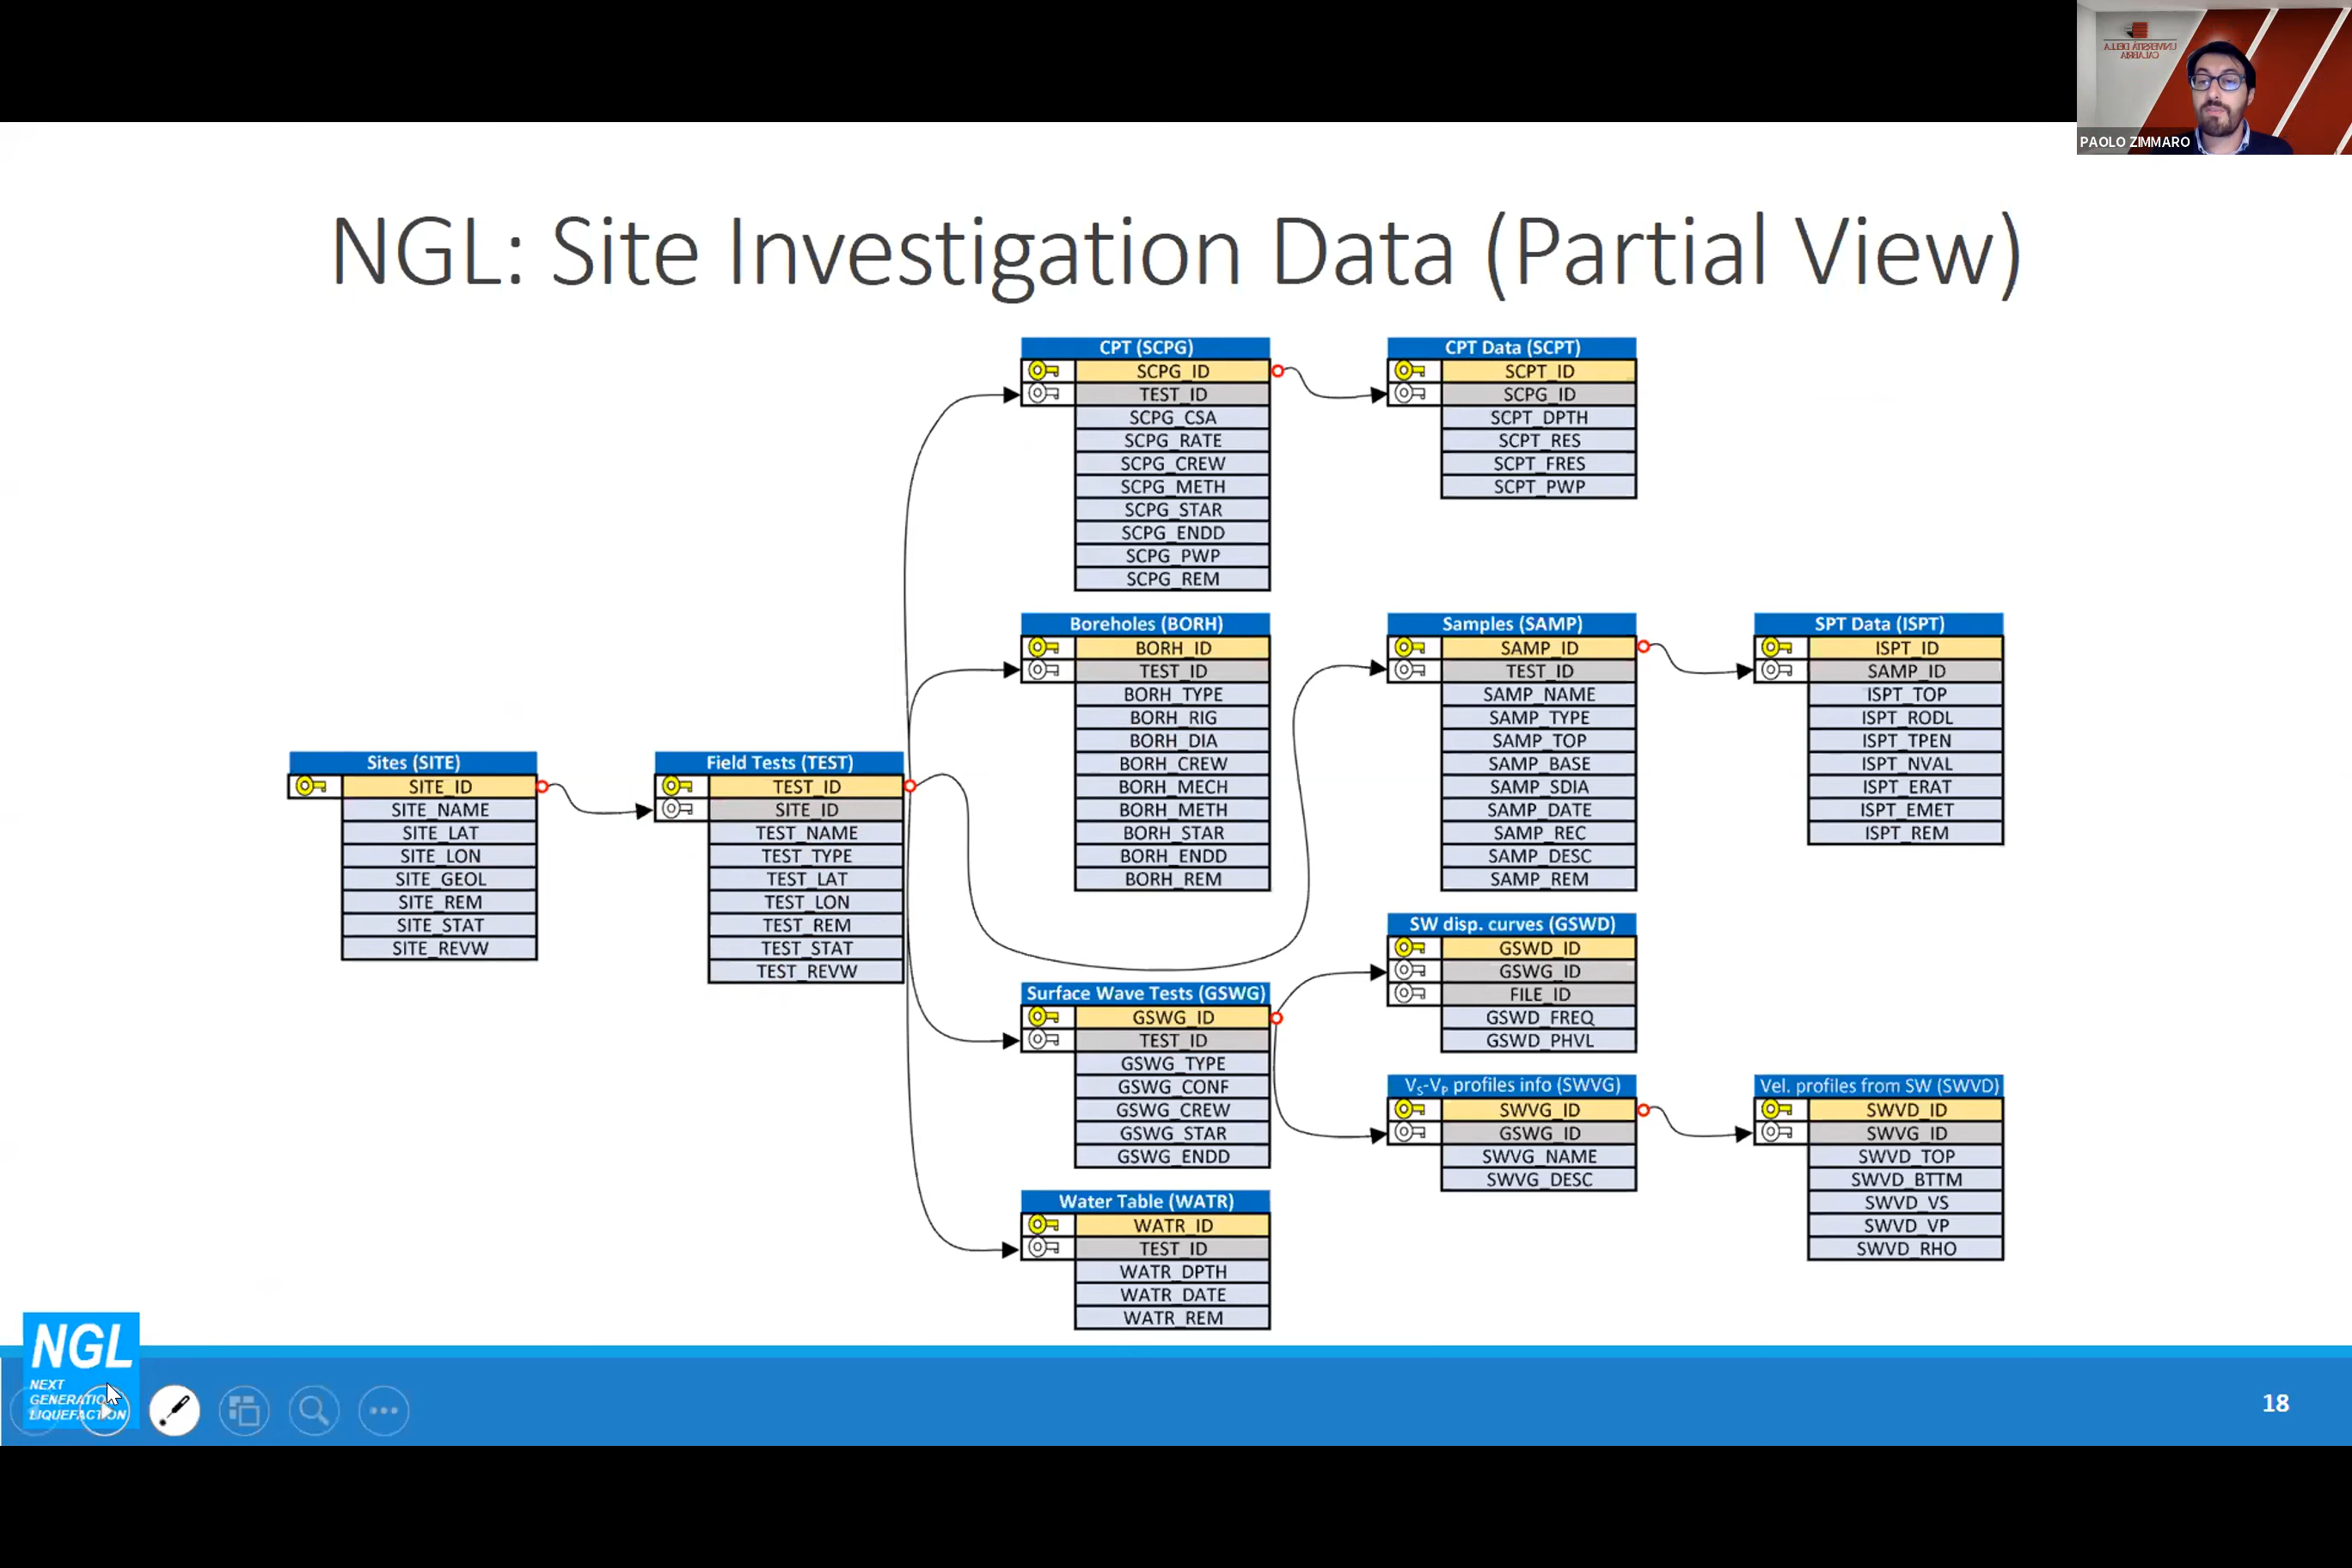 UNIVERSITÀ DELLA
CALABRIA
PAOLO ZIMMARO
NGL: Site Investigation Data (Partial View)
CPT (SCPG)
SCPG_ID
TEST_ID
SCPG_CSA
SCPG_RATE
SCPG_CREW
SCPG_METH
SCPG_STAR
SCPG_ENDD
SCPG_PWP
SCPG_REM
CPT Data (SCPT)
SCPT_ID
SCPG_ID
SCPT_DPTH
SCPT_RES
SCPT_FRES
SCPT_PWP
Boreholes (BORH)
BORH_ID
TEST_ID
BORH_TYPE
BORH_RIG
BORH_DIA
BORH_CREW
BORH_MECH
BORH_METH
BORH_STAR
BORH_ENDD
BORH_REM
Samples (SAMP)
SAMP_ID
TEST_ID
SAMP_NAME
SAMP_TYPE
SAMP_TOP
SAMP_BASE
SAMP_SDIA
SAMP_DATE
SAMP_REC
SAMP_DESC
SAMP_REM
SPT Data (ISPT)
ISPT_ID
SAMP_ID
ISPT_TOP
ISPT_RODL
ISPT_TPEN
ISPT_NVAL
ISPT_ERAT
ISPT_EMET
ISPT_REM
Sites (SITE)
SITE_ID
SITE_NAME
SITE_LAT
SITE_LON
SITE_GEOL
SITE_REM
SITE_STAT
SITE_REVW
Field Tests (TEST)
TEST_ID
SITE_ID
TEST_NAME
TEST_TYPE
TEST_LAT
TEST_LON
TEST_REM
TEST_STAT
TEST_REVW
Surface Wave Tests (GSWG)
GSWG_ID
TEST_ID
GSWG_TYPE
GSWG_CONF
GSWG_CREW
GSWG_STAR
GSWG_ENDD
SW disp. curves (GSWD)
GSWD_ID
GSWG_ID
FILE_ID
GSWD_FREQ
GSWD_PHVL
VS-VP profiles info (SWVG)
SWVG_ID
GSWG_ID
SWVG_NAME
SWVG_DESC
Vel. profiles from SW (SWVD)
SWVD_ID
SWVG_ID
SWVD_TOP
SWVD_BTTM
SWVD_VS
SWVD_VP
SWVD_RHO
Water Table (WATR)
WATR_ID
TEST_ID
WATR_DPTH
WATR_DATE
WATR_REM
NGL
NEXT
GENERATION
LIQUEFACTION
18